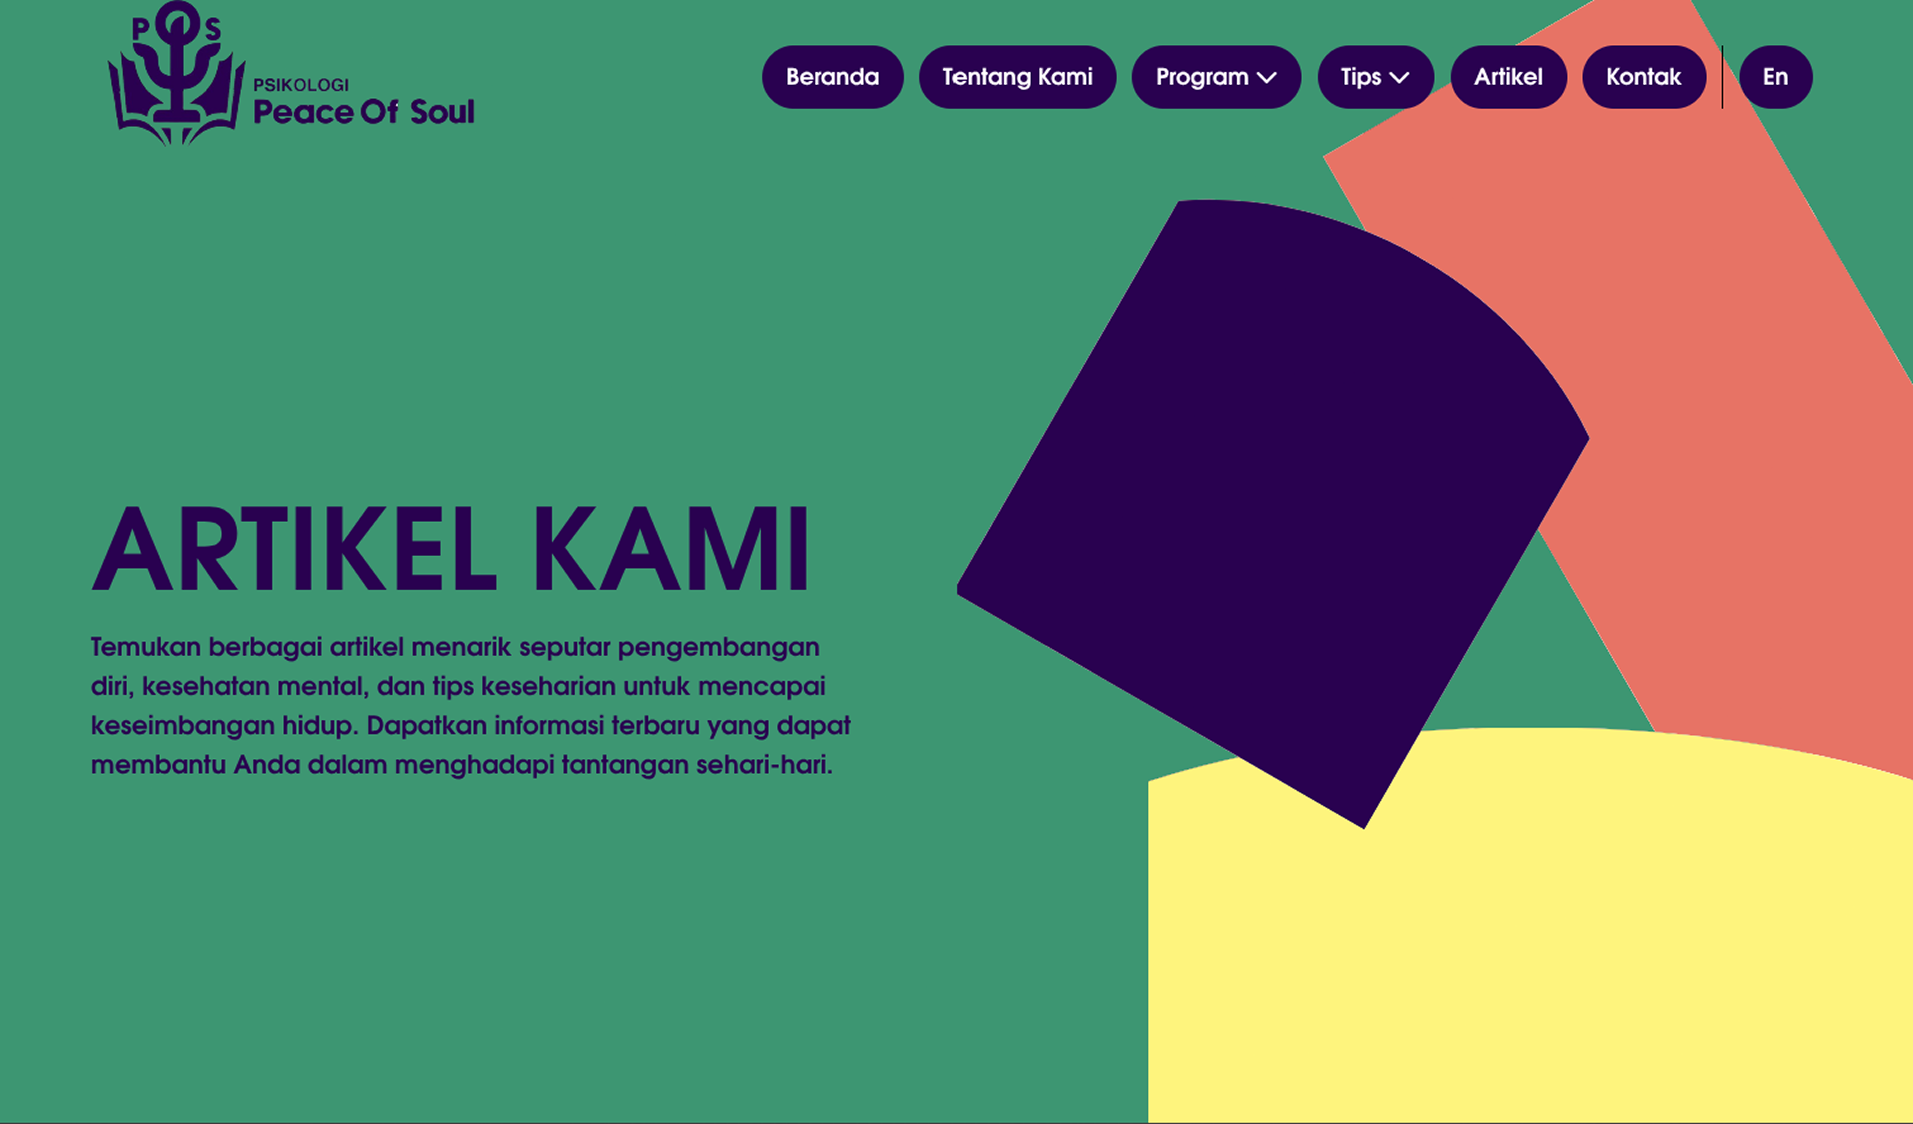 P S
PSIKOLOGI
Peace Of Soul
Beranda
Tentang Kami
Program
Tips
Artikel
Kontak
En
ARTIKEL KAMI
Temukan berbagai artikel menarik seputar pengembangan
diri, kesehatan mental, dan tips keseharian untuk mencapai
keseimbangan hidup. Dapatkan informasi terbaru yang dapat
membantu Anda dalam menghadapi tantangan sehari-hari.